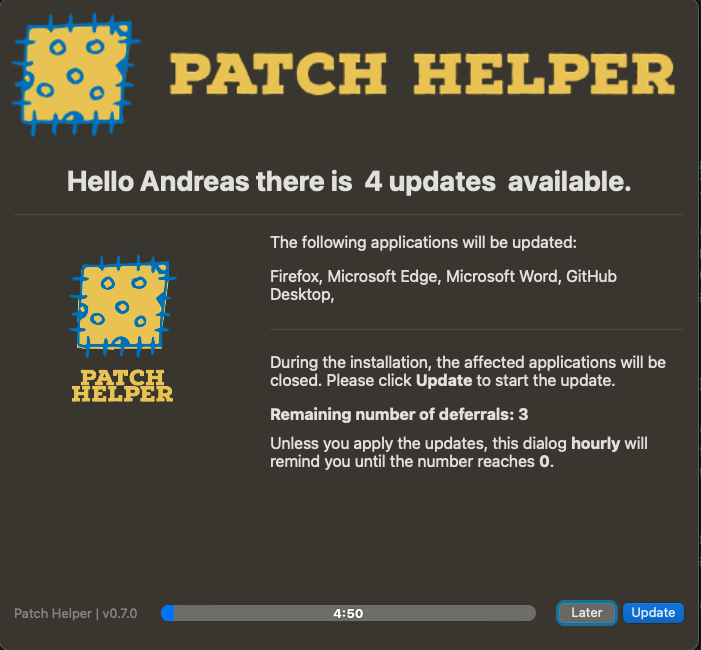 PATCH HELPER
Hello Andreas there is 4 updates available.
The following applications will be updated:
Firefox, Microsoft Edge, Microsoft Word, GitHub
Desktop,
PATCH
HELPER
During the installation, the affected applications will be
closed. Please click Update to start the update.
Remaining number of deferrals: 3
Unless you apply the updates, this dialog hourly will
remind you until the number reaches 0.
Patch Helper | v0.7.0
4:50
Later
Update